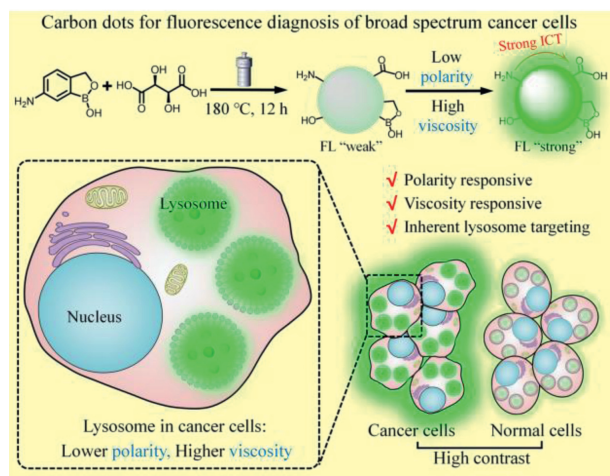 Carbon dots for fluorescence diagnosis of broad spectrum cancer cells
H₂N
O
B
OH
+
HO
O
OH
OH
O
OH
180 °C, 12 h
H₂N
O
OH
HO
O
B
OH
FL "weak"
Low
polarity
High
viscosity
Strong ICT
H₂N
O
OH
HO
O
B
OH
FL "strong"
Lysosome
Nucleus
Lysosome in cancer cells:
Lower polarity, Higher viscosity
√ Polarity responsive
√ Viscosity responsive
√ Inherent lysosome targeting
Cancer cells
Normal cells
High contrast